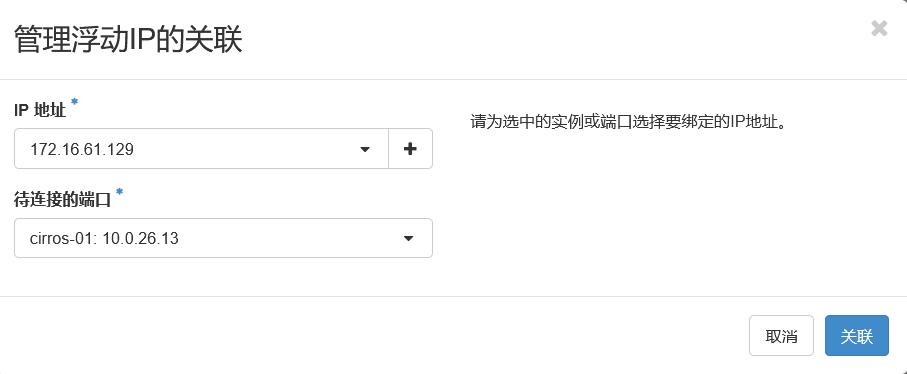 管理浮动IP的关联
IP 地址 *
请为选中的实例或端口选择要绑定的IP地址。
172.16.61.129
待连接的端口 *
cirros-01: 10.0.26.13
取消
关联